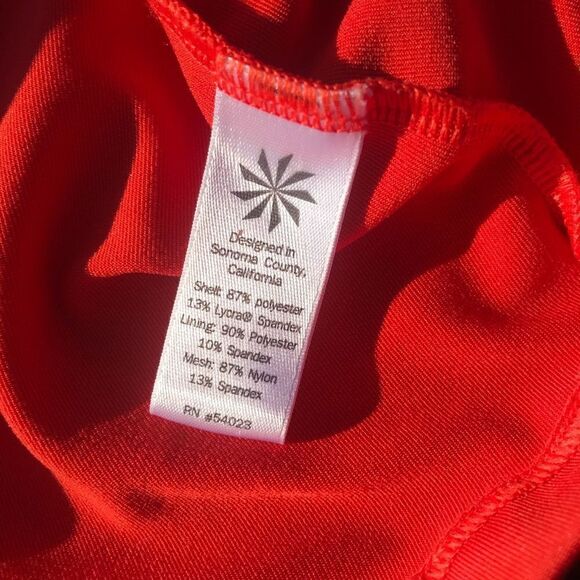 Designed in
Sonoma County,
California
Shell: 87% polyester
13% Lycra® Spandex
Lining: 90% Polyester
10% Spandex
Mesh: 87% Nylon
13% Spandex
RN #54023